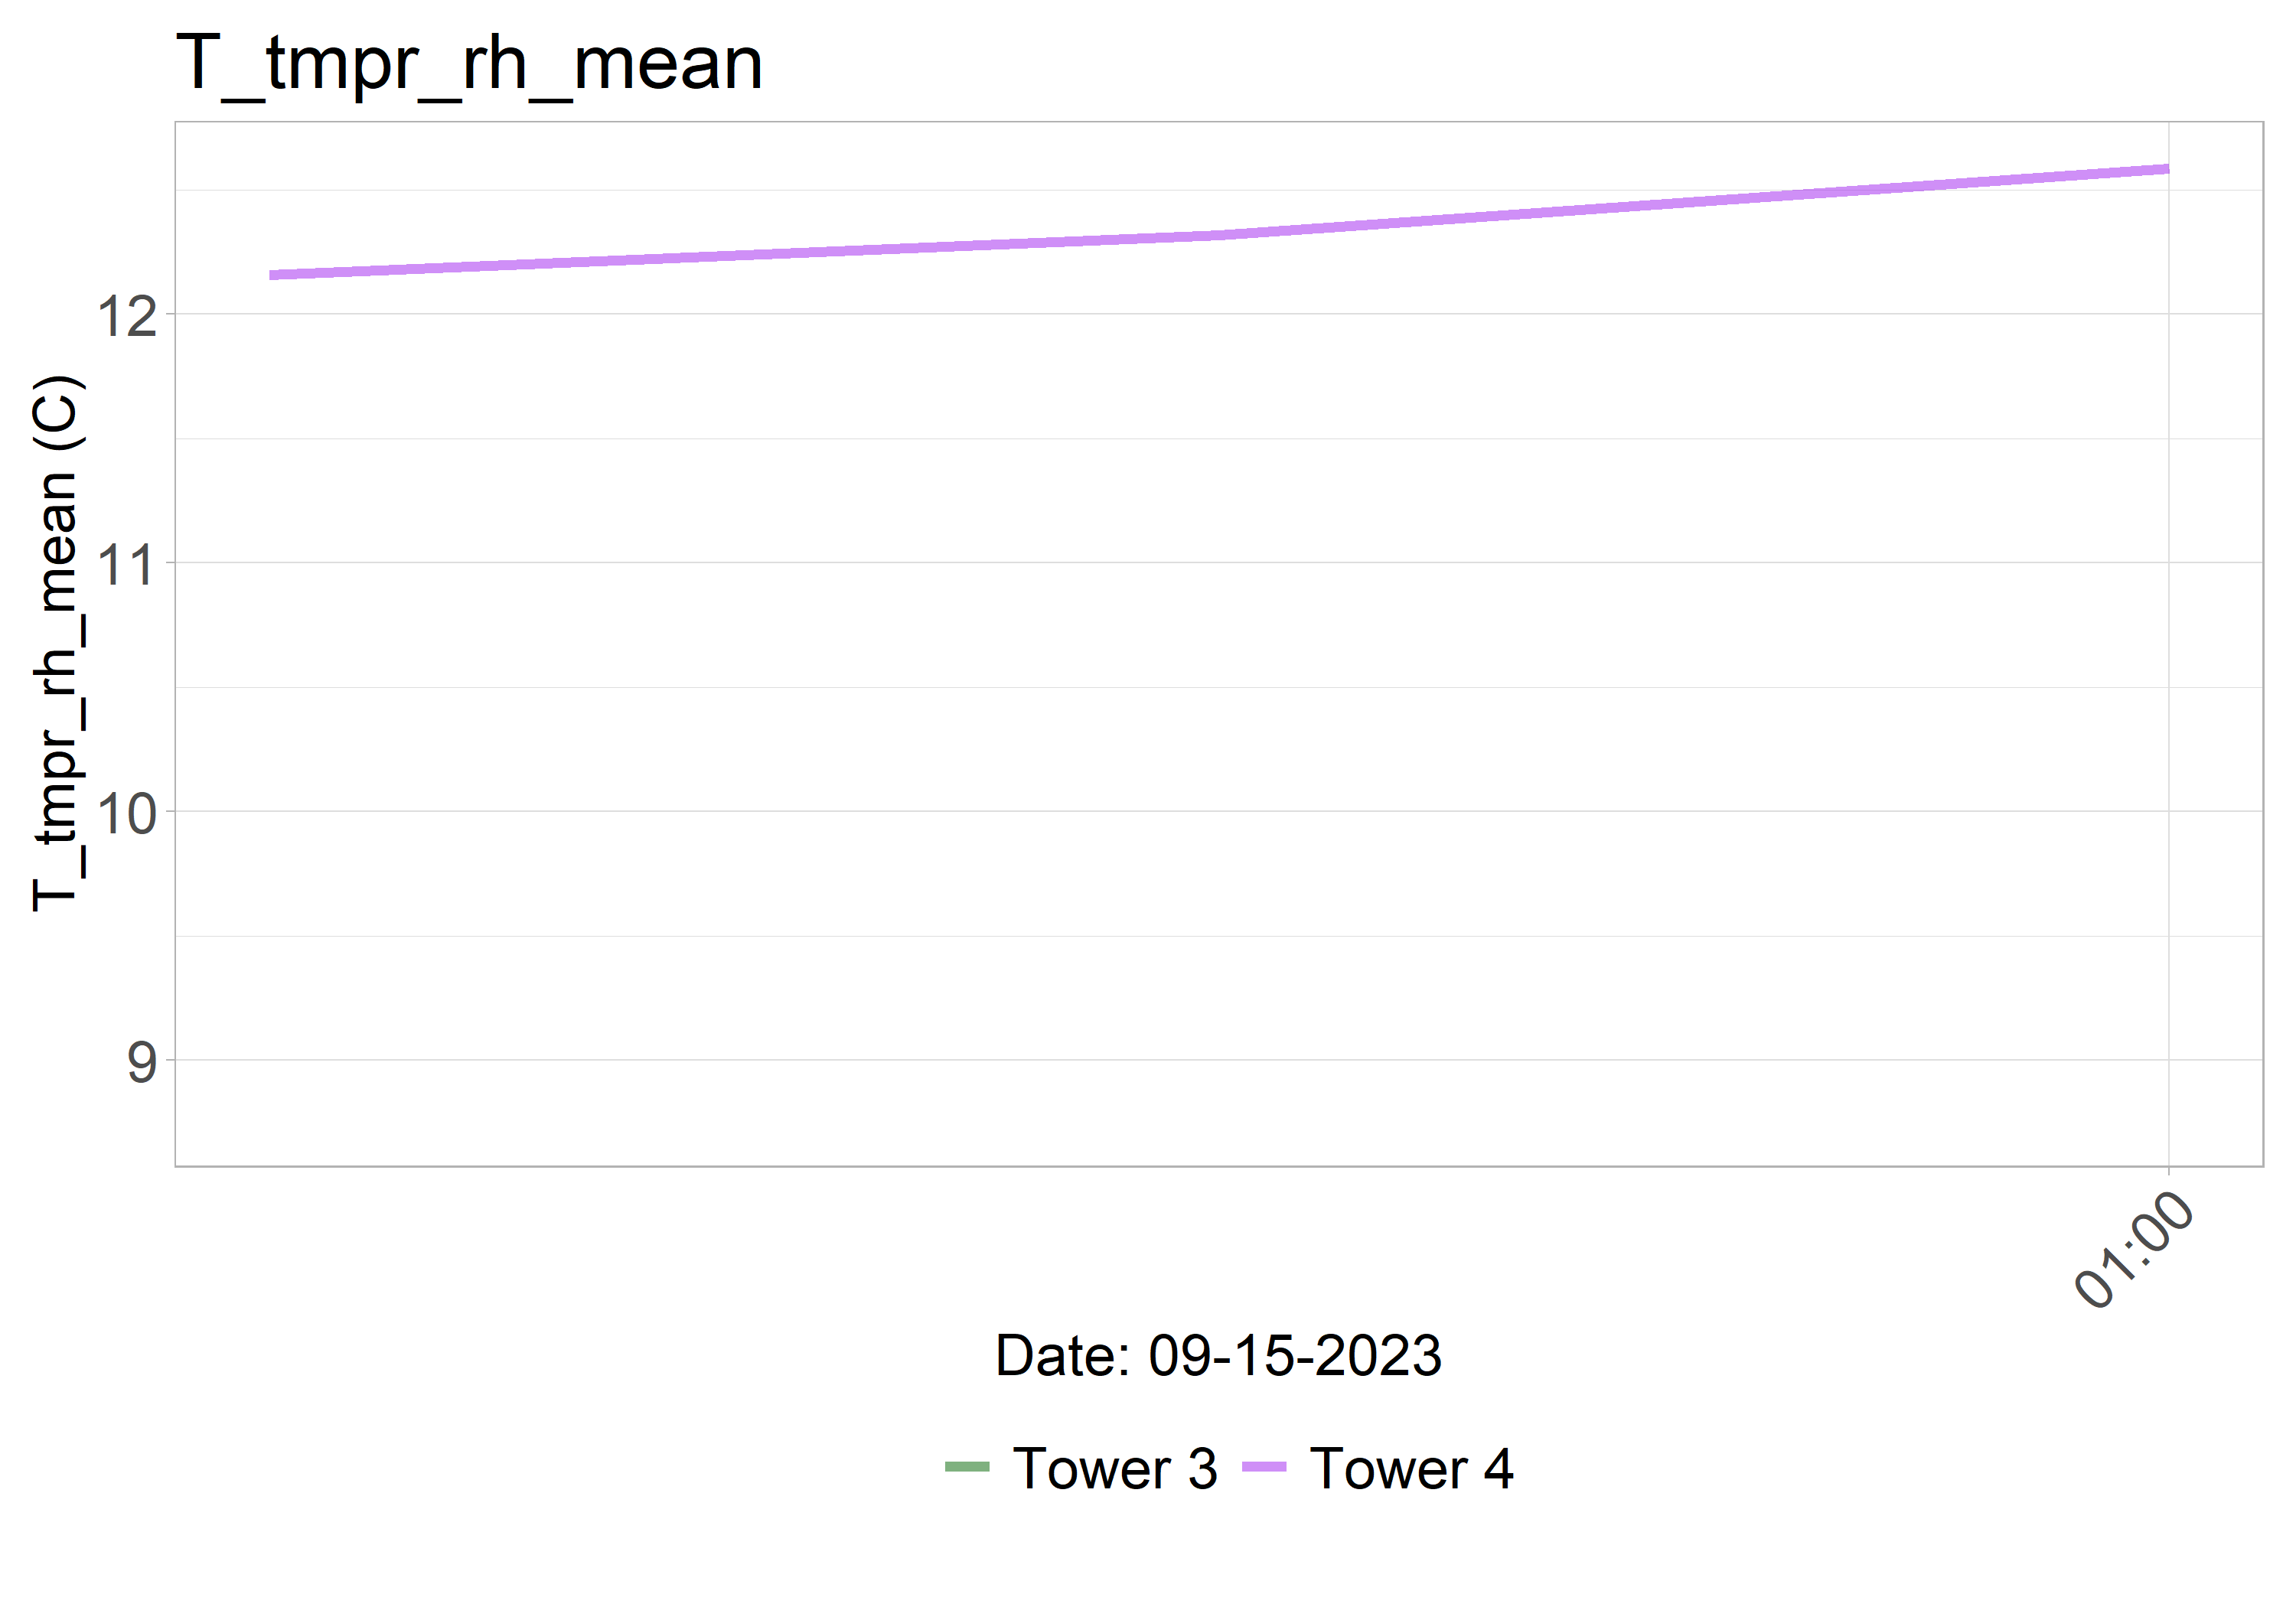 T_tmpr_rh_mean
T_tmpr_rh_mean (C)
12
11
10
9
01:00
Date: 09-15-2023
Tower 3 Tower 4